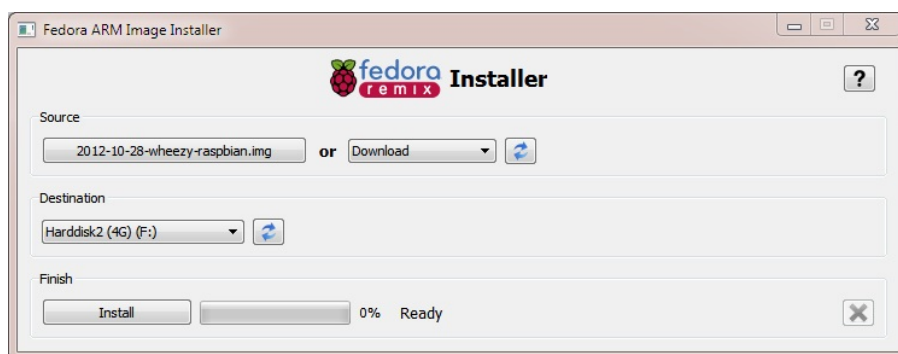 Fedora ARM Image Installer
fedora
remix
Installer
?
Source
2012-10-28-wheezy-raspbian.img or Download
Destination
Harddisk2 (4G) (F:)
Finish
Install 0% Ready